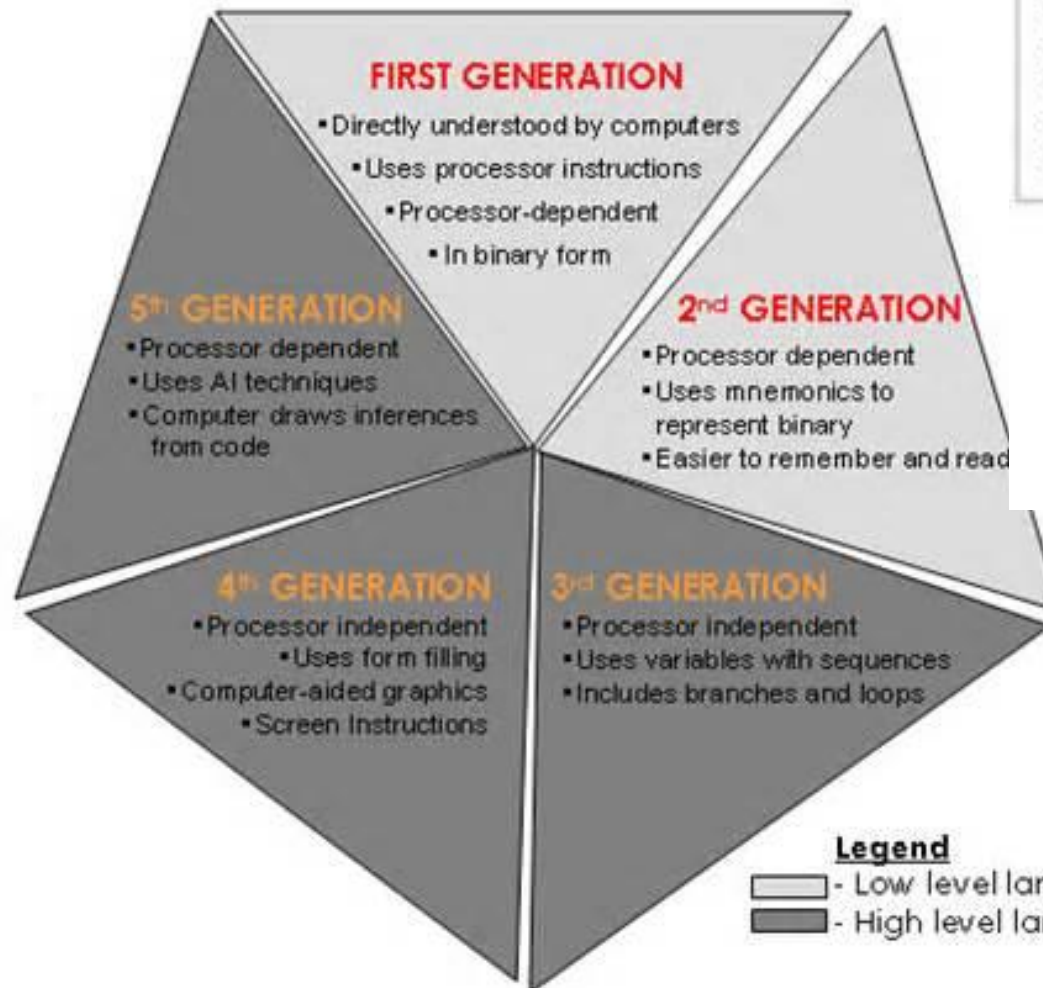 FIRST GENERATION
▪ Directly understood by computers
▪ Uses processor instructions
▪ Processor-dependent
▪ In binary form
2nd GENERATION
▪ Processor dependent
▪ Uses mnemonics to
represent binary
▪ Easier to remember and read
3rd GENERATION
▪ Processor independent
▪ Uses variables with sequences
▪ Includes branches and loops
4th GENERATION
▪ Processor independent
▪ Uses form filling
▪ Computer-aided graphics
▪ Screen Instructions
5th GENERATION
▪ Processor dependent
▪ Uses AI techniques
▪ Computer draws inferences
from code
Legend
- Low level
- High level